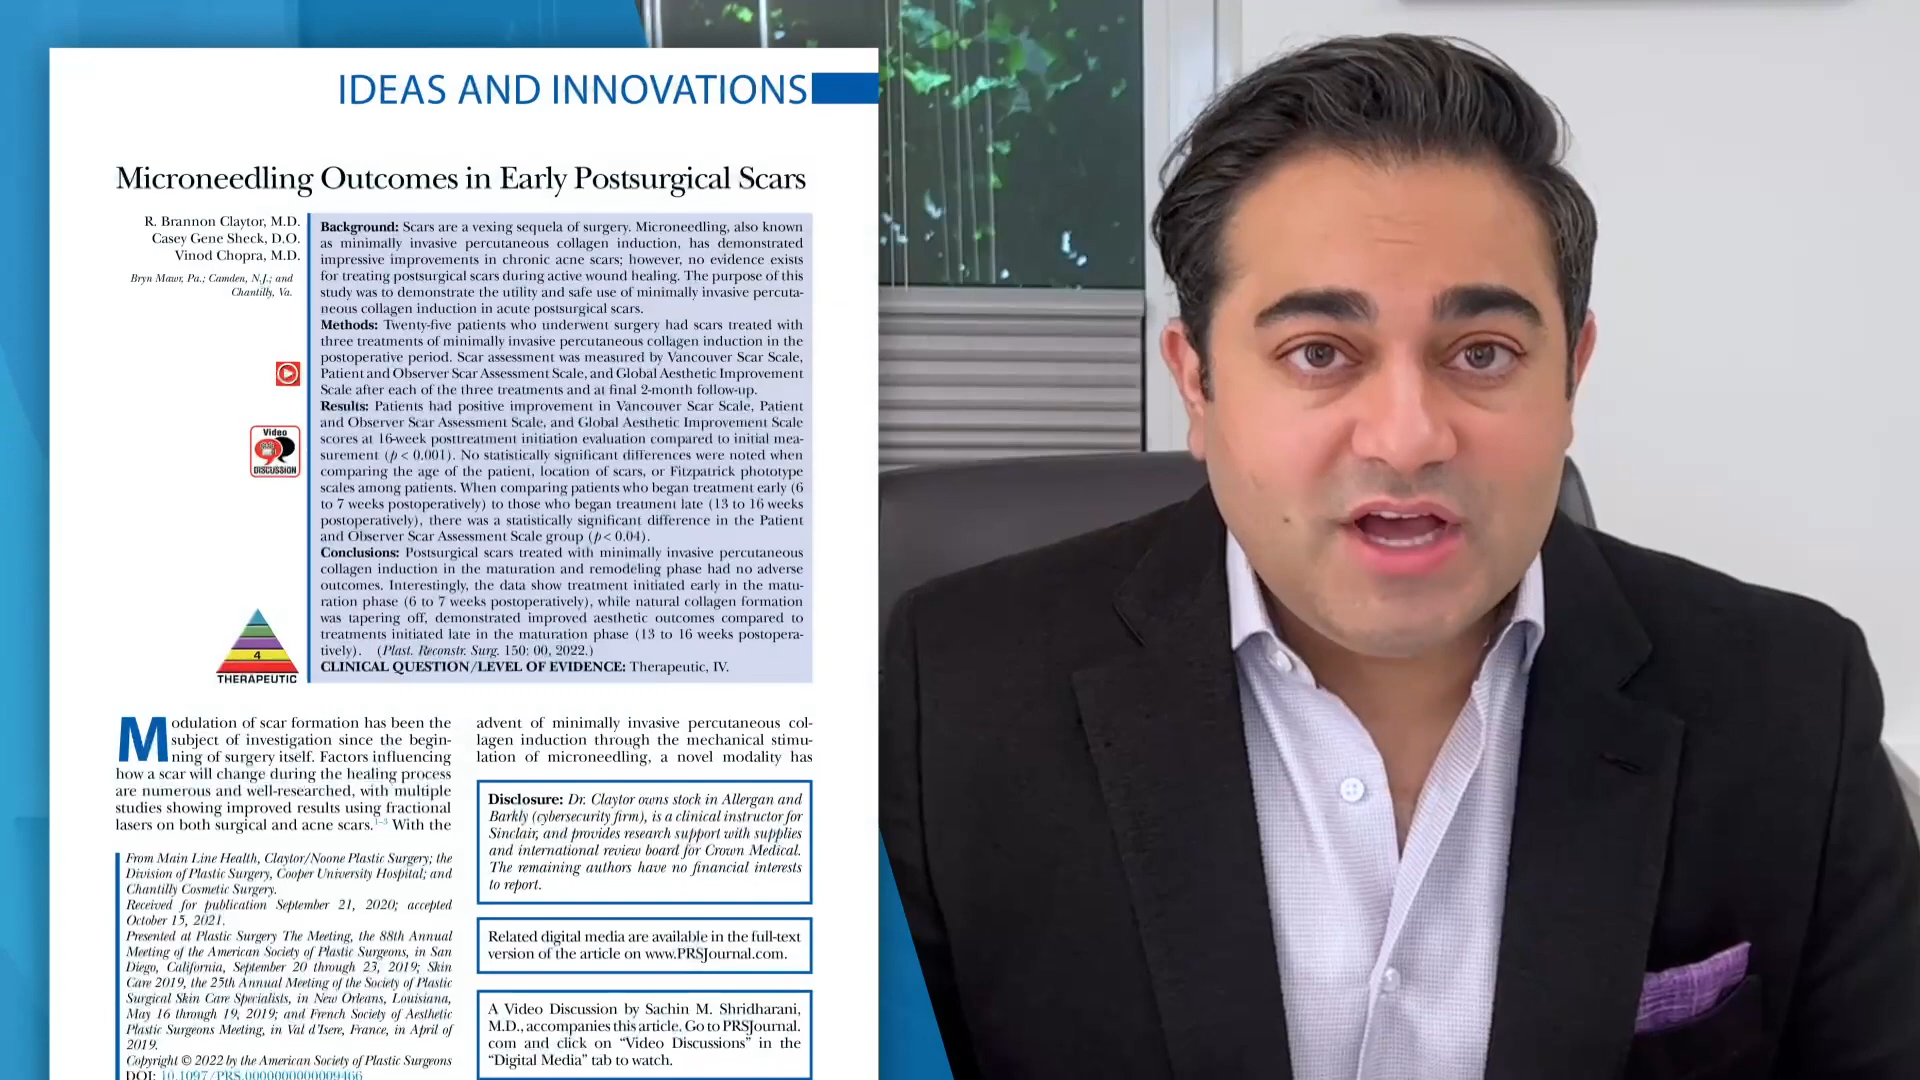 IDEAS AND INNOVATIONS
Microneedling Outcomes in Early Postsurgical Scars
R. Brannon Claytor, M.D.
Casey Gene Sheck, D.O.
Vinod Chopra, M.D.
Bryn Mawr, Pa.; Camden, N.J.; and
Chantilly, Va.
Background: Scars are a vexing sequela of surgery. Microneedling, also known
as minimally invasive percutaneous collagen induction, has demonstrated
impressive improvements in chronic acne scars; however, no evidence exists
for treating postsurgical scars during active wound healing. The purpose of this
study was to demonstrate the utility and safe use of minimally invasive percuta-
neous collagen induction in acute postsurgical scars.
Methods: Twenty-five patients who underwent surgery had scars treated with
three treatments of minimally invasive percutaneous collagen induction in the
postoperative period. Scar assessment was measured by Vancouver Scar Scale,
Patient and Observer Scar Assessment Scale, and Global Aesthetic Improvement
Scale after each of the three treatments and at final 2-month follow-up.
Results: Patients had positive improvement in Vancouver Scar Scale, Patient
and Observer Scar Assessment Scale, and Global Aesthetic Improvement Scale
scores at 16-week posttreatment initiation evaluation compared to initial mea-
surement (p < 0.001). No statistically significant differences were noted when
comparing the age of the patient, location of scars, or Fitzpatrick phototype
scales among patients. When comparing patients who began treatment early (6
to 7 weeks postoperatively) to those who began treatment late (13 to 16 weeks
postoperatively), there was a statistically significant difference in the Patient
and Observer Scar Assessment Scale group (p < 0.04).
Conclusions: Postsurgical scars treated with minimally invasive percutaneous
collagen induction in the maturation and remodeling phase had no adverse
outcomes. Interestingly, the data show treatment initiated early in the matu-
ration phase (6 to 7 weeks postoperatively), while natural collagen formation
was tapering off, demonstrated improved aesthetic outcomes compared to
treatments initiated late in the maturation phase (13 to 16 weeks postopera-
tively). (Plast. Reconstr. Surg. 150: 00, 2022.)
CLINICAL QUESTION/LEVEL OF EVIDENCE: Therapeutic, IV.
Video
DISCUSSION
4
THERAPEUTIC
Modulation of scar formation has been the
subject of investigation since the begin-
ning of surgery itself. Factors influencing
how a scar will change during the healing process
are numerous and well-researched, with multiple
studies showing improved results using fractional
lasers on both surgical and acne scars.1–3 With the
From Main Line Health, Claytor/Noone Plastic Surgery; the
Division of Plastic Surgery, Cooper University Hospital; and
Chantilly Cosmetic Surgery.
Received for publication September 21, 2020; accepted
October 15, 2021.
Presented at Plastic Surgery The Meeting, the 88th Annual
Meeting of the American Society of Plastic Surgeons, in San
Diego, California, September 20 through 23, 2019; Skin
Care 2019, the 25th Annual Meeting of the Society of Plastic
Surgical Skin Care Specialists, in New Orleans, Louisiana,
May 16 through 19, 2019; and French Society of Aesthetic
Plastic Surgeons Meeting, in Val d'Isere, France, in April of
2019.
Copyright © 2022 by the American Society of Plastic Surgeons
DOI: 10.1097/PRS.0000000000009466
advent of minimally invasive percutaneous col-
lagen induction through the mechanical stimu-
lation of microneedling, a novel modality has
Disclosure: Dr. Claytor owns stock in Allergan and
Barkly (cybersecurity firm), is a clinical instructor for
Sinclair, and provides research support with supplies
and international review board for Crown Medical.
The remaining authors have no financial interests
to report.
Related digital media are available in the full-text
version of the article on www.PRSJournal.com.
A Video Discussion by Sachin M. Shridharani,
M.D., accompanies this article. Go to PRSJournal.
com and click on “Video Discussions” in the
“Digital Media” tab to watch.